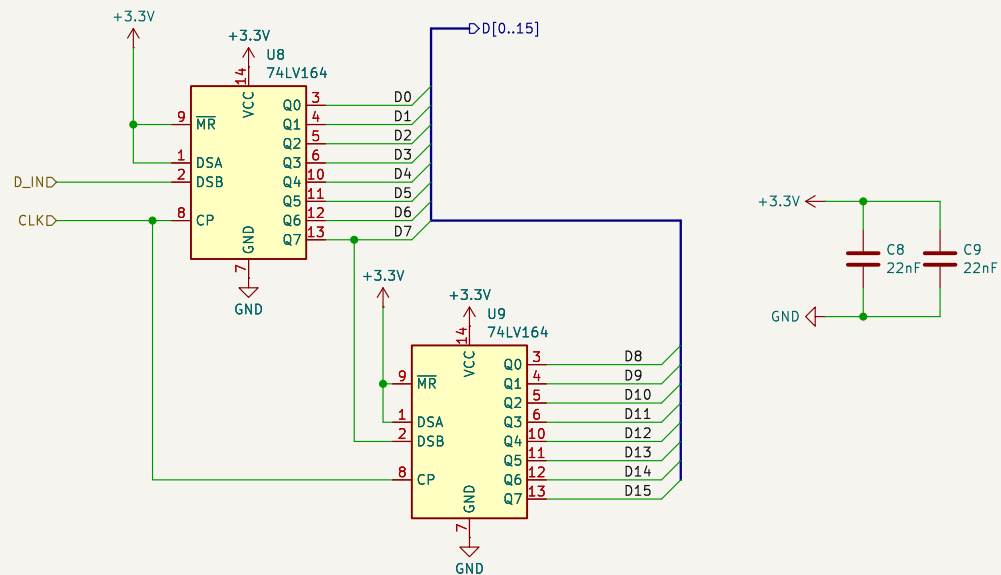 +3.3V
+3.3V
U8
74LV164
D[0..15]
14
VCC
9 MR
1 DSA
2 DSB
8 CP
GND
7
GND
Q0 3 D0
Q1 4 D1
Q2 5 D2
Q3 6 D3
Q4 10 D4
Q5 11 D5
Q6 12 D6
Q7 13 D7
D_IN
CLK
+3.3V
+3.3V
U9
74LV164
14
VCC
9 MR
1 DSA
2 DSB
8 CP
GND
7
GND
Q0 3 D8
Q1 4 D9
Q2 5 D10
Q3 6 D11
Q4 10 D12
Q5 11 D13
Q6 12 D14
Q7 13 D15
+3.3V
C8
22nF
C9
22nF
GND